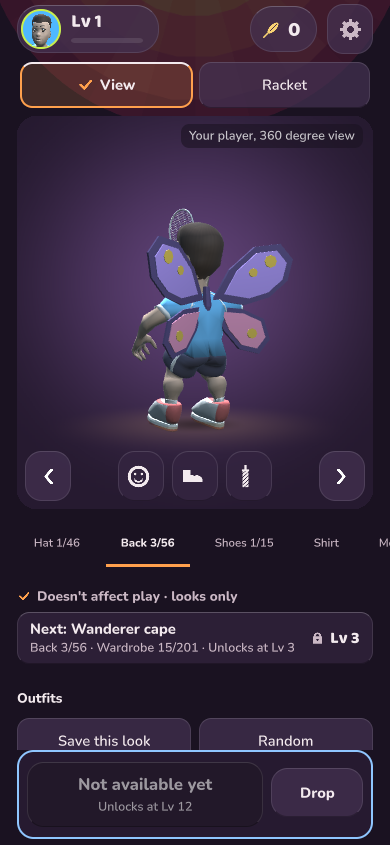 Lv 1
0
View
Racket
Your player, 360 degree view
Hat 1/46
Back 3/56
Shoes 1/15
Shirt
Doesn't affect play · looks only
Next: Wanderer cape
Back 3/56 · Wardrobe 15/201 · Unlocks at Lv 3
Lv 3
Outfits
Save this look
Random
Not available yet
Unlocks at Lv 12
Drop